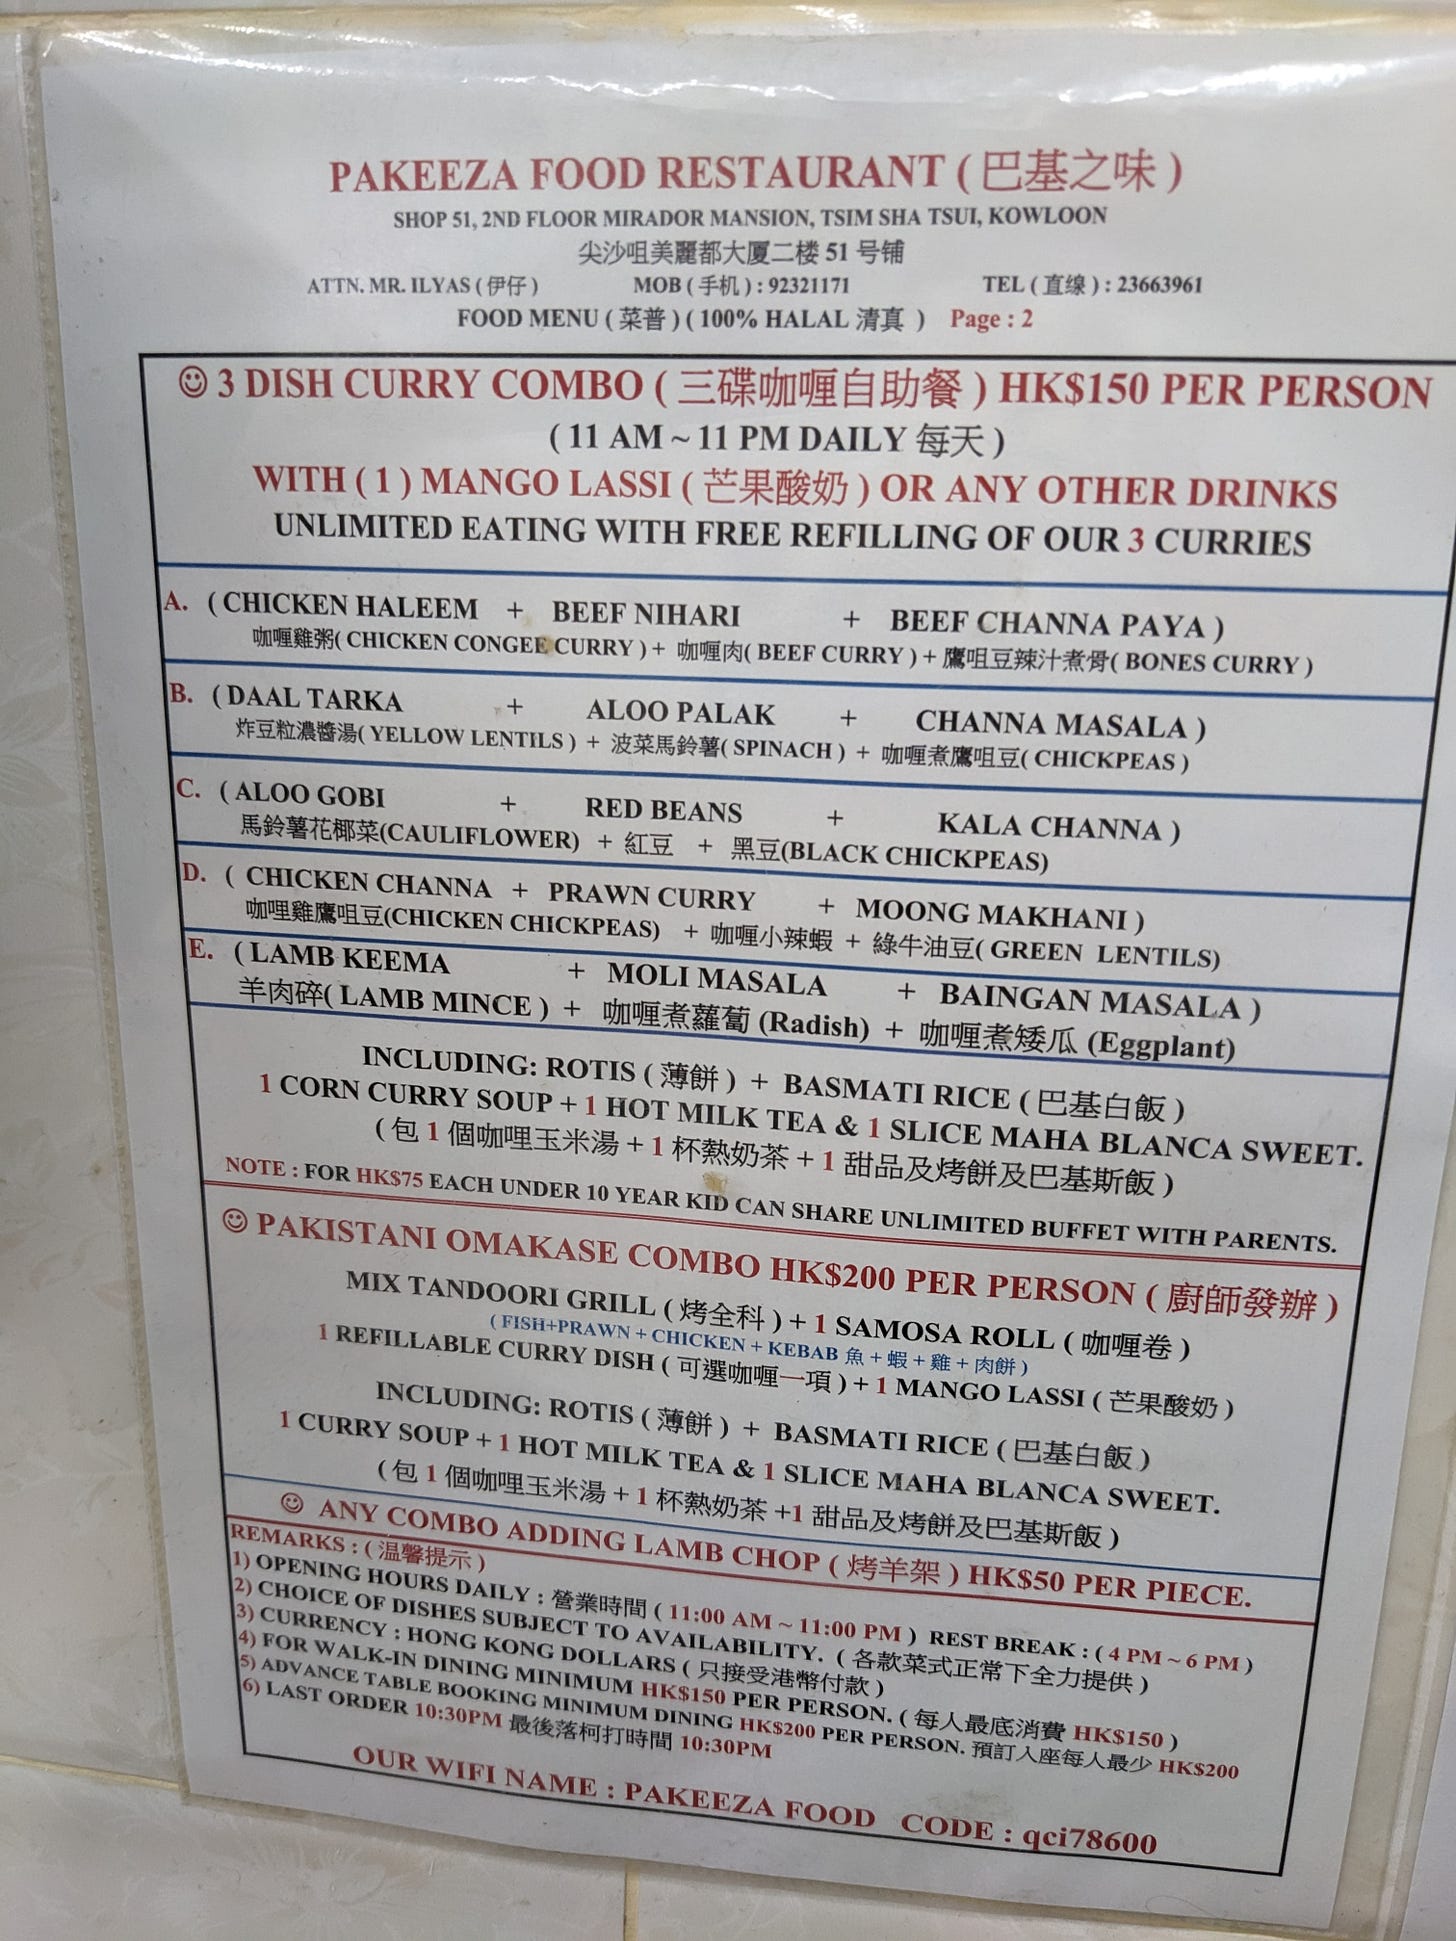 PAKEEZA FOOD RESTAURANT ( 巴基之味 )
SHOP 51, 2ND FLOOR MIRADOR MANSION, TSIM SHA TSUI, KOWLOON
尖沙咀美麗都大厦二楼 51 号铺
ATTN. MR. ILYAS ( 伊仔 ) MOB ( 手机 ) : 92321171 TEL ( 直缐 ) : 23663961
FOOD MENU ( 菜普 ) ( 100% HALAL 清真 ) Page : 2
☺ 3 DISH CURRY COMBO ( 三碟咖喱自助餐 ) HK$150 PER PERSON
( 11 AM ~ 11 PM DAILY 每天 )
WITH ( 1 ) MANGO LASSI ( 芒果酸奶 ) OR ANY OTHER DRINKS
UNLIMITED EATING WITH FREE REFILLING OF OUR 3 CURRIES
A. ( CHICKEN HALEEM + BEEF NIHARI + BEEF CHANNA PAYA )
咖喱雞粥( CHICKEN CONGEE CURRY ) + 咖喱肉( BEEF CURRY ) + 鷹咀豆辣汁煮骨( BONES CURRY )
B. ( DAAL TARKA + ALOO PALAK + CHANNA MASALA )
炸豆粒濃醬湯( YELLOW LENTILS ) + 波菜馬鈴薯( SPINACH ) + 咖喱煮鷹咀豆( CHICKPEAS )
C. ( ALOO GOBI + RED BEANS + KALA CHANNA )
馬鈴薯花椰菜(CAULIFLOWER) + 紅豆 + 黑豆(BLACK CHICKPEAS)
D. ( CHICKEN CHANNA + PRAWN CURRY + MOONG MAKHANI )
咖哩雞鷹咀豆(CHICKEN CHICKPEAS) + 咖喱小辣蝦 + 綠牛油豆( GREEN LENTILS)
E. ( LAMB KEEMA + MOLI MASALA + BAINGAN MASALA )
羊肉碎( LAMB MINCE ) + 咖喱煮蘿蔔 (Radish) + 咖喱煮矮瓜 (Eggplant)
INCLUDING: ROTIS ( 薄餅 ) + BASMATI RICE ( 巴基白飯 )
1 CORN CURRY SOUP + 1 HOT MILK TEA & 1 SLICE MAHA BLANCA SWEET.
( 包 1 個咖哩玉米湯 + 1 杯熱奶茶 + 1 甜品及烤餅及巴基斯飯 )
NOTE : FOR HK$75 EACH UNDER 10 YEAR KID CAN SHARE UNLIMITED BUFFET WITH PARENTS.
☺ PAKISTANI OMAKASE COMBO HK$200 PER PERSON ( 廚師發辦 )
MIX TANDOORI GRILL ( 烤全科 ) + 1 SAMOSA ROLL ( 咖喱卷 )
( FISH+PRAWN + CHICKEN + KEBAB 魚 + 蝦 + 雞 + 肉餅 )
1 REFILLABLE CURRY DISH ( 可選咖喱一項 ) + 1 MANGO LASSI ( 芒果酸奶 )
INCLUDING: ROTIS ( 薄餅 ) + BASMATI RICE ( 巴基白飯 )
1 CURRY SOUP + 1 HOT MILK TEA & 1 SLICE MAHA BLANCA SWEET.
( 包 1 個咖哩玉米湯 + 1 杯熱奶茶 +1 甜品及烤餅及巴基斯飯 )
☺ ANY COMBO ADDING LAMB CHOP ( 烤羊架 ) HK$50 PER PIECE.
REMARKS : ( 温馨提示 )
1) OPENING HOURS DAILY : 營業時間 ( 11:00 AM ~ 11:00 PM ) REST BREAK : ( 4 PM ~ 6 PM )
2) CHOICE OF DISHES SUBJECT TO AVAILABILITY. ( 各款菜式正常下全力提供 )
3) CURRENCY : HONG KONG DOLLARS ( 只接受港幣付款 )
4) FOR WALK-IN DINING MINIMUM HK$150 PER PERSON. ( 每人最底消費 HK$150 )
5) ADVANCE TABLE BOOKING MINIMUM DINING HK$200 PER PERSON. 預訂入座每人最少 HK$200
6) LAST ORDER 10:30PM 最後落柯打時間 10:30PM
OUR WIFI NAME : PAKEEZA FOOD CODE : qci78600